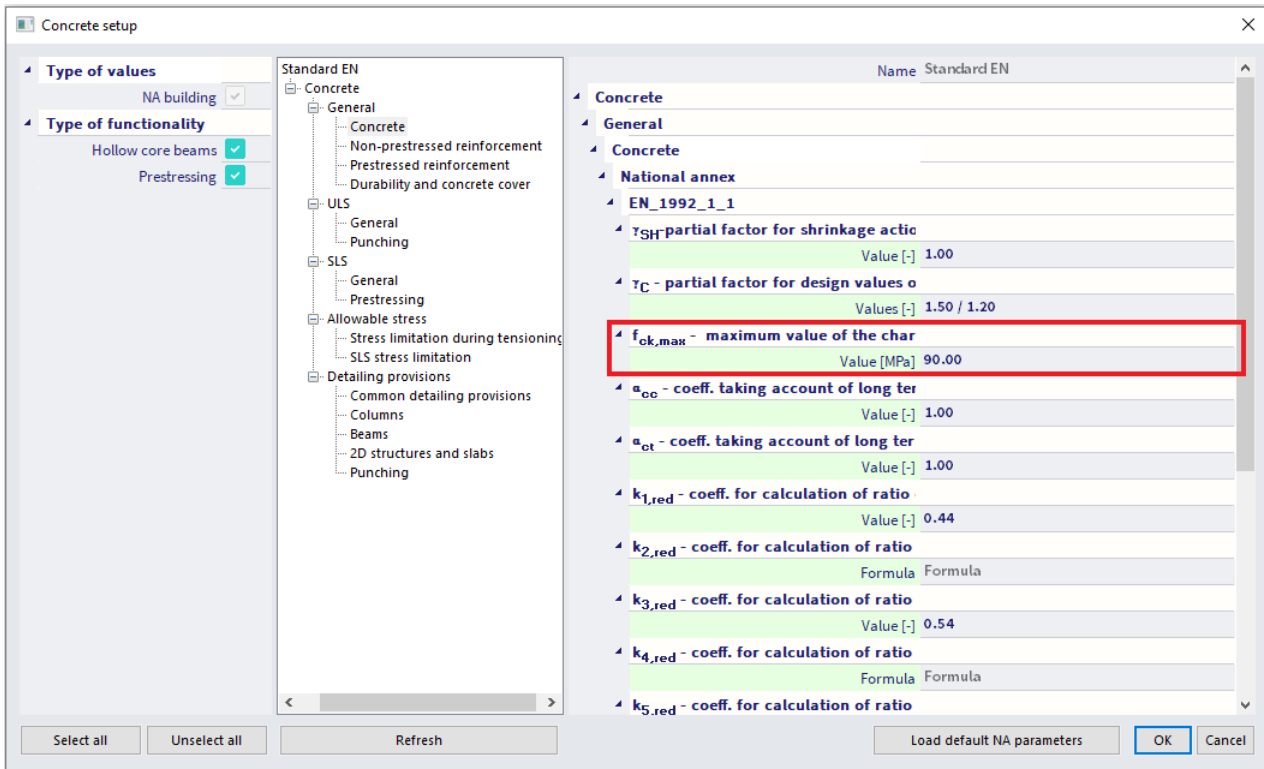 Concrete setup
Type of values
NA building
Type of functionality
Hollow core beams
Prestressing
Standard EN
Concrete
General
Concrete
Non-prestressed reinforcement
Prestressed reinforcement
Durability and concrete cover
ULS
General
Punching
SLS
General
Prestressing
Allowable stress
Stress limitation during tensioning
SLS stress limitation
Detailing provisions
Common detailing provisions
Columns
Beams
2D structures and slabs
Punching
Name Standard EN
Concrete
General
Concrete
National annex
EN_1992_1_1
γSH-partial factor for shrinkage actio
Value [-] 1.00
γC - partial factor for design values o
Values [-] 1.50 / 1.20
fck,max - maximum value of the char
Value [MPa] 90.00
αcc - coeff. taking account of long ter
Value [-] 1.00
αct - coeff. taking account of long ter
Value [-] 1.00
k1,red - coeff. for calculation of ratio
Value [-] 0.44
k2,red - coeff. for calculation of ratio
Formula Formula
k3,red - coeff. for calculation of ratio
Value [-] 0.54
k4,red - coeff. for calculation of ratio
Formula Formula
k5,red - coeff. for calculation of ratio
Select all
Unselect all
Refresh
Load default NA parameters
OK
Cancel